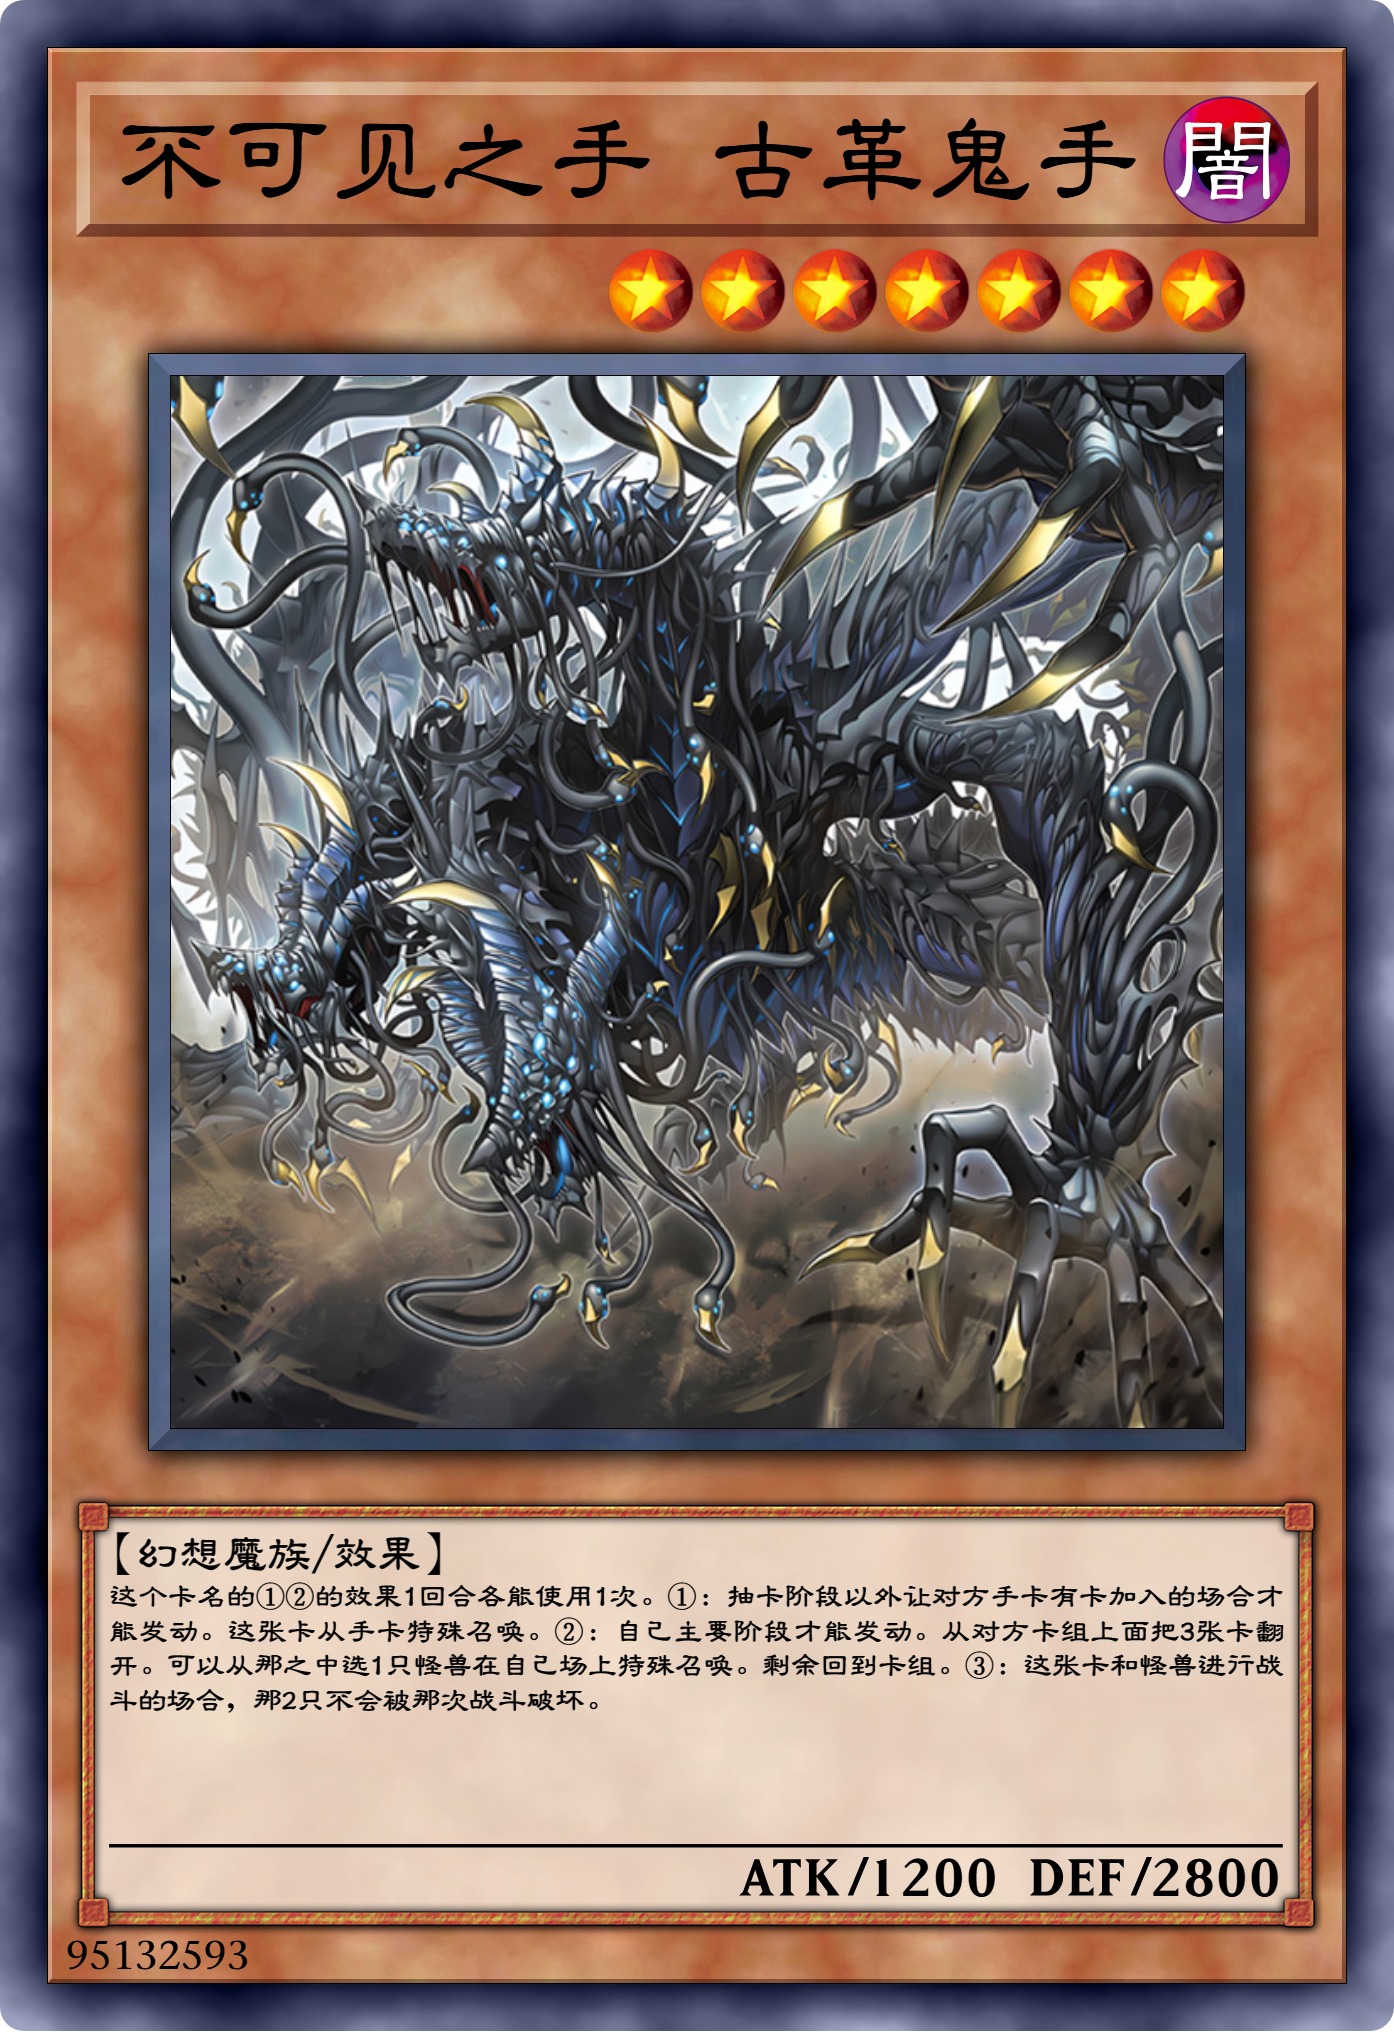 不可见之手 古革鬼手
闇
【幻想魔族/效果】
这个卡名的①②的效果1回合各能使用1次。①：抽卡阶段以外让对方手卡有卡加入的场合才
能发动。这张卡从手卡特殊召唤。②：自己主要阶段才能发动。从对方卡组上面把3张卡翻
开。可以从那之中选1只怪兽在自己场上特殊召唤。剩余回到卡组。③：这张卡和怪兽进行战
斗的场合，那2只不会被那次战斗破坏。
ATK/1200 DEF/2800
95132593